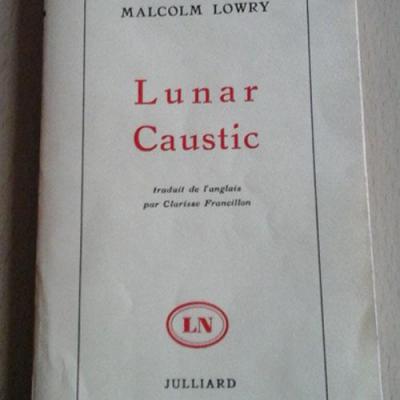 MALCOLM LOWRY
Lunar
Caustic
traduit de l'anglais
par Clarisse Francillon
LN
JULLIARD